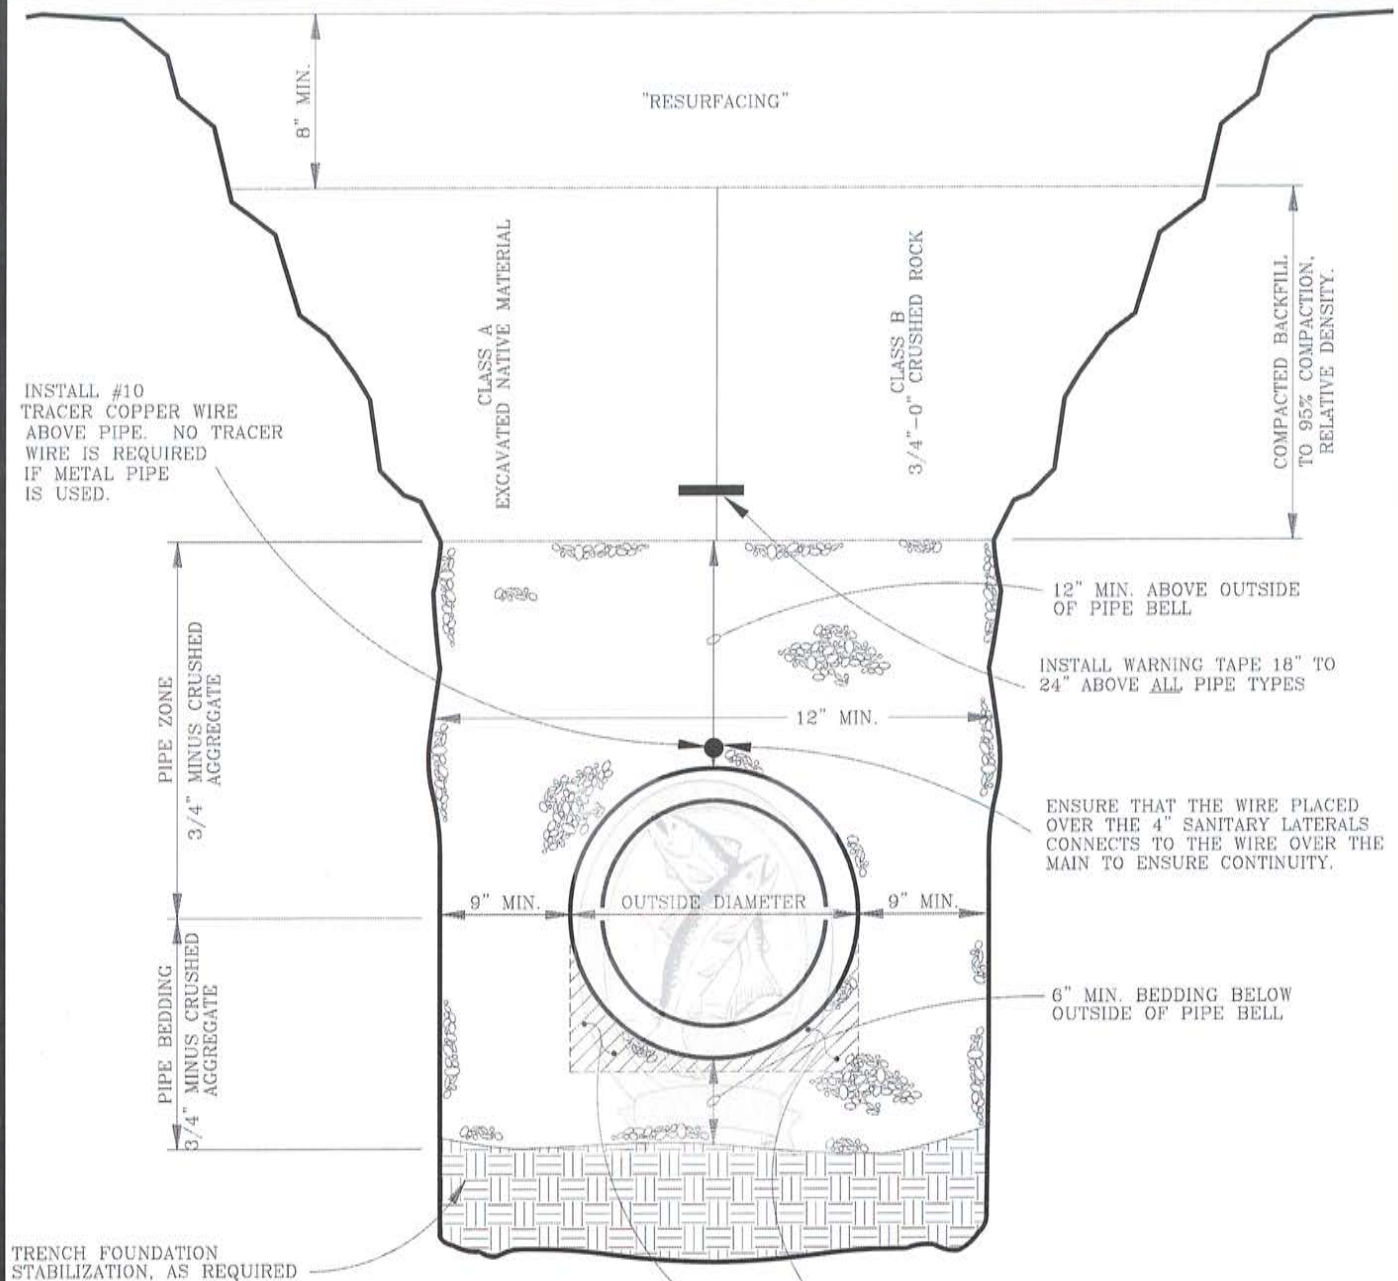 8" MIN.
"RESURFACING"
CLASS A
EXCAVATED NATIVE MATERIAL
CLASS B
3/4"-0" CRUSHED ROCK
COMPACTED BACKFILL
TO 95% COMPACTION,
RELATIVE DENSITY.
INSTALL #10
TRACER COPPER WIRE
ABOVE PIPE. NO TRACER
WIRE IS REQUIRED
IF METAL PIPE
IS USED.
12" MIN. ABOVE OUTSIDE
OF PIPE BELL
INSTALL WARNING TAPE 18" TO
24" ABOVE ALL PIPE TYPES
PIPE ZONE
3/4" MINUS CRUSHED
AGGREGATE
12" MIN.
ENSURE THAT THE WIRE PLACED
OVER THE 4" SANITARY LATERALS
CONNECTS TO THE WIRE OVER THE
MAIN TO ENSURE CONTINUITY.
9" MIN.
OUTSIDE DIAMETER
9" MIN.
PIPE BEDDING
3/4" MINUS CRUSHED
AGGREGATE
6" MIN. BEDDING BELOW
OUTSIDE OF PIPE BELL
TRENCH FOUNDATION
STABILIZATION, AS REQUIRED